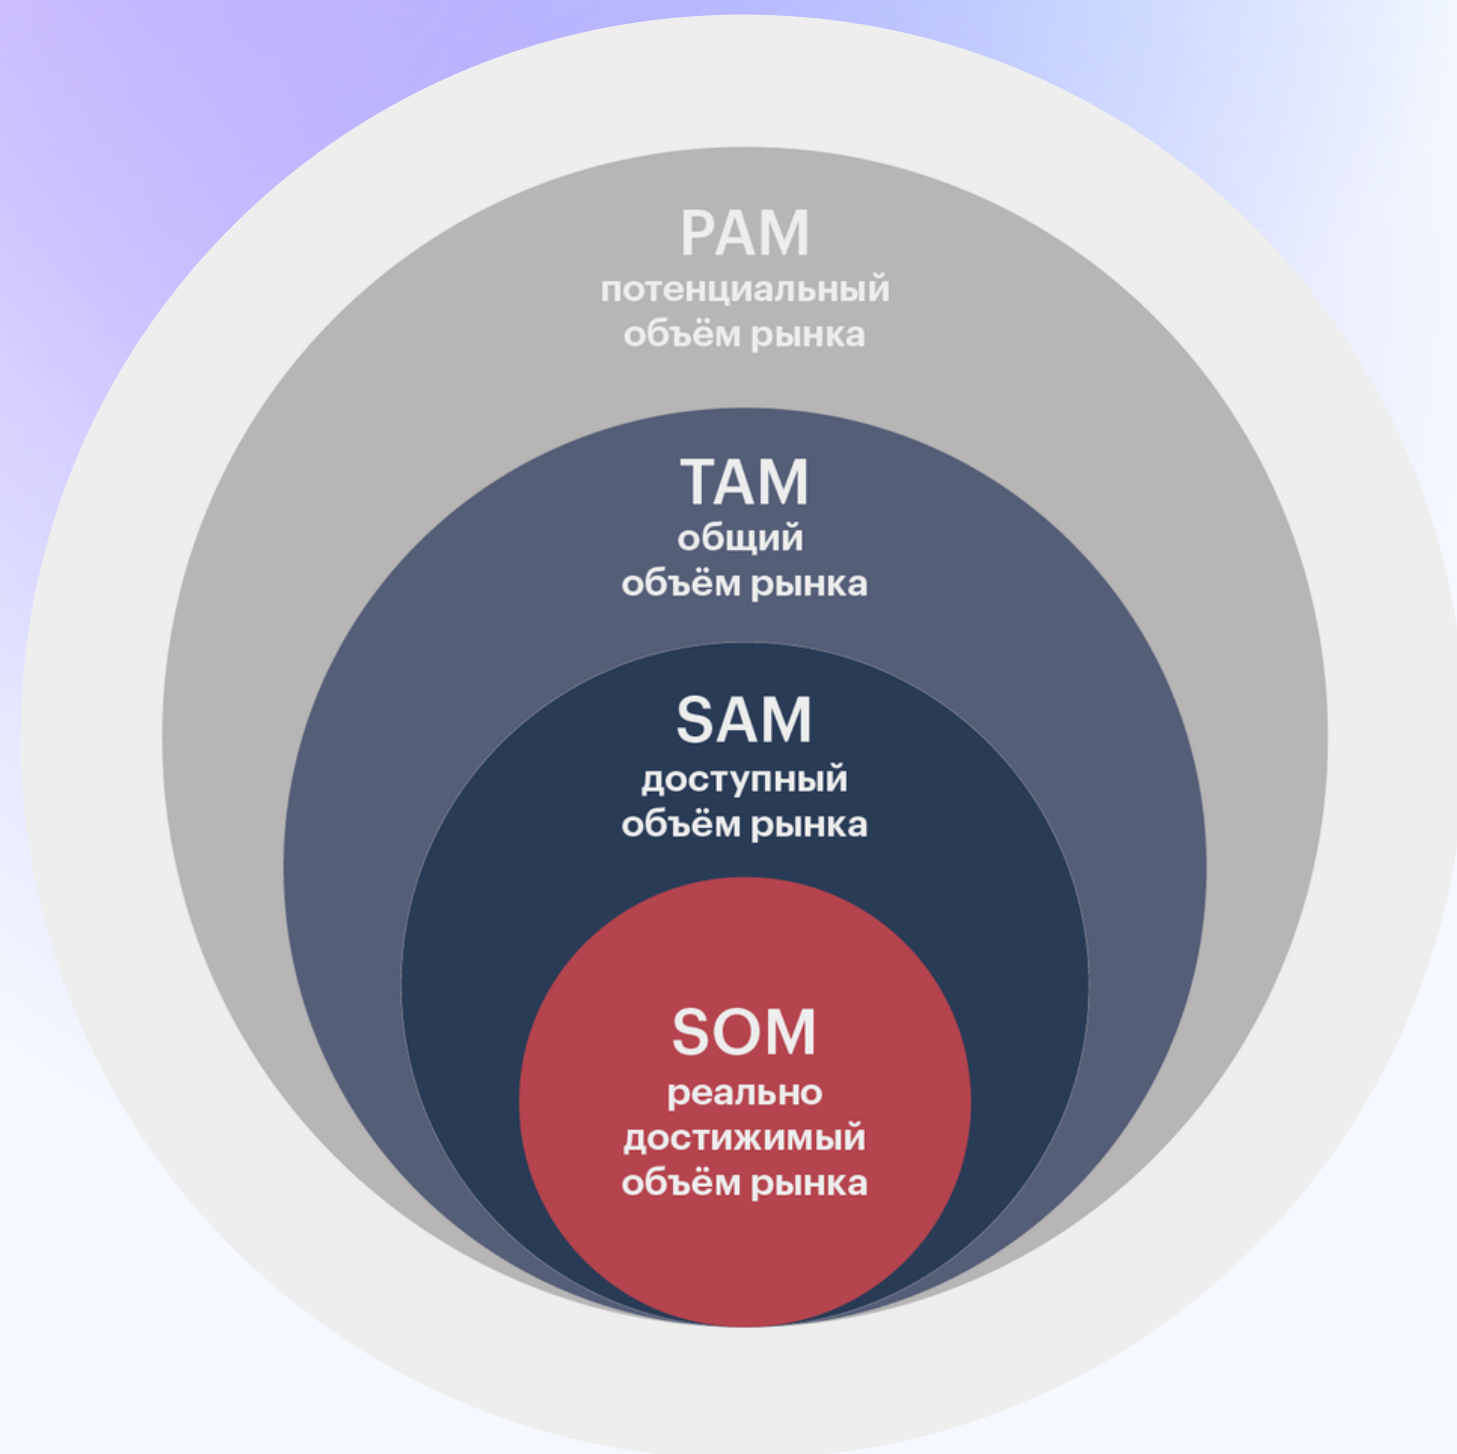 PAM
потенциальный
объём рынка
TAM
общий
объём рынка
SAM
доступный
объём рынка
SOM
реально
достижимый
объём рынка